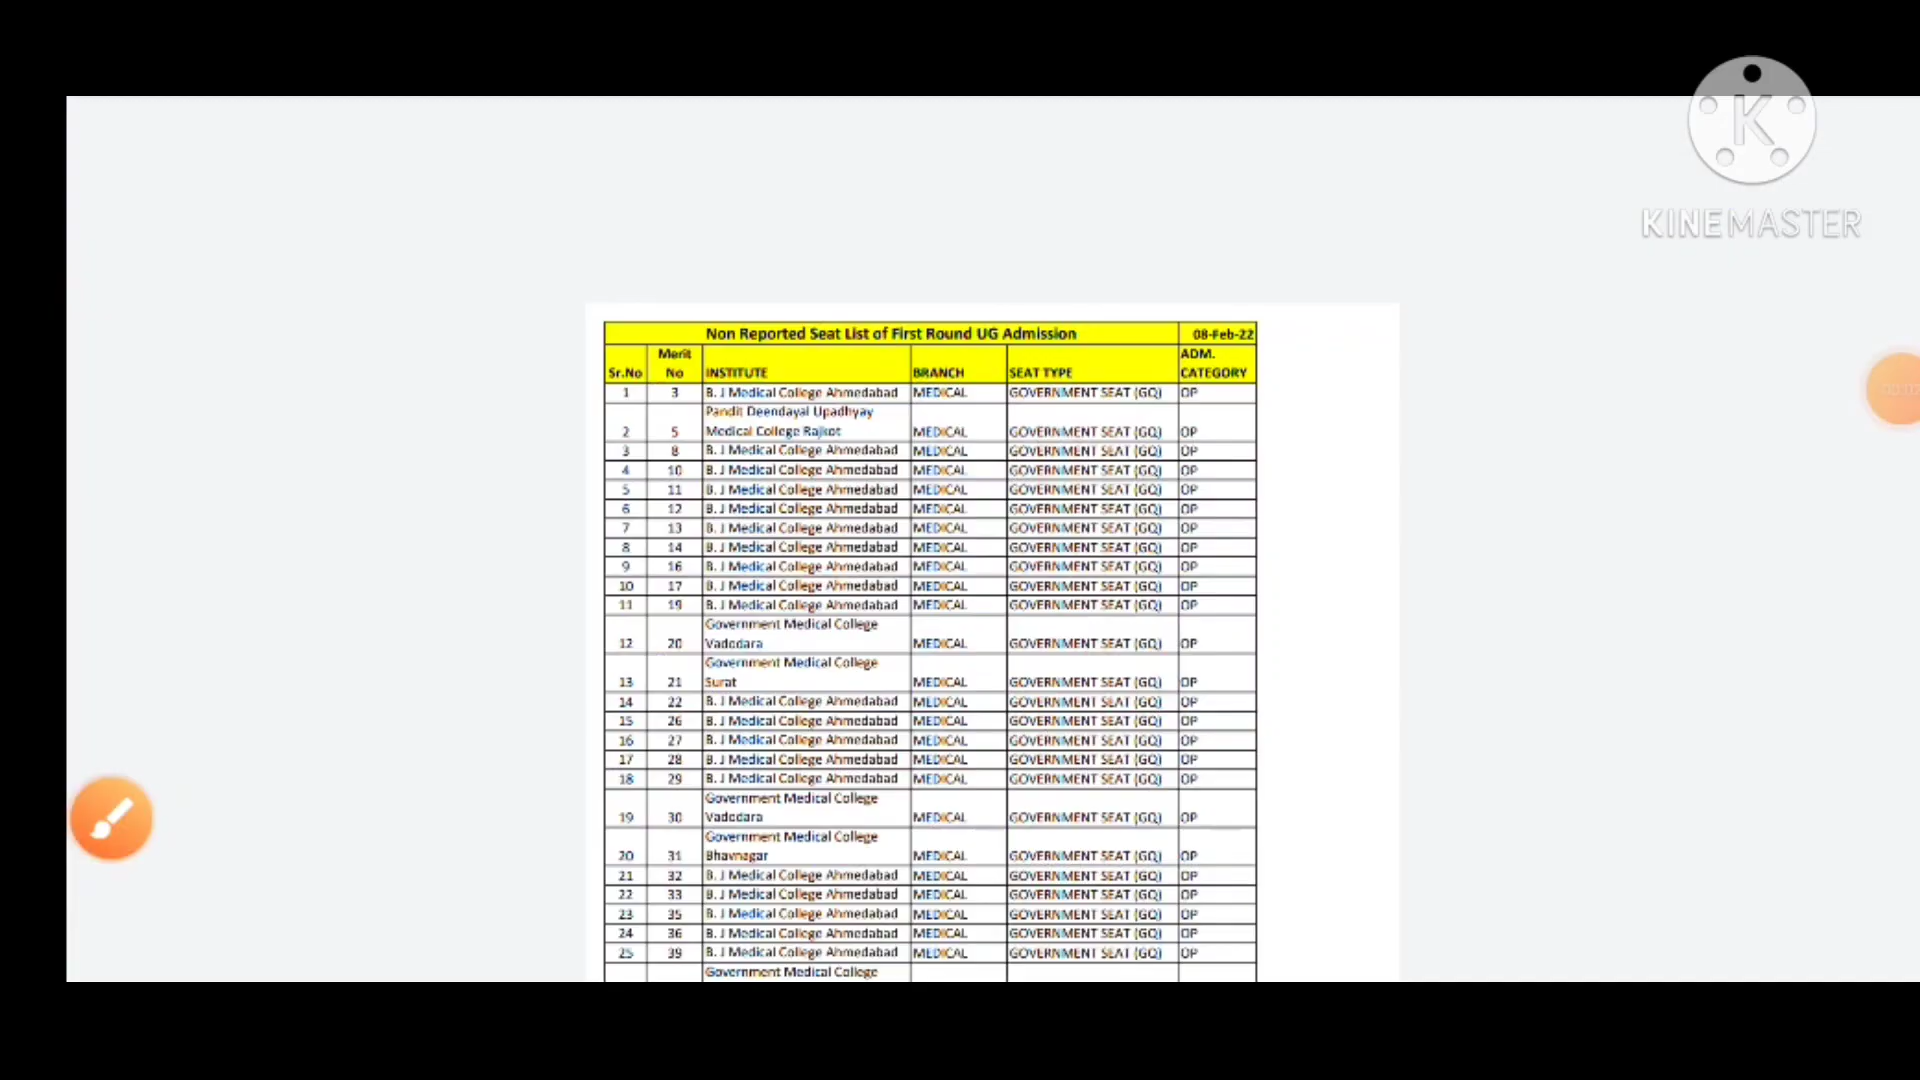 K
KINEMASTER
Non Reported Seat List of First Round UG Admission 08-Feb-22
Sr.No Merit No INSTITUTE BRANCH SEAT TYPE ADM. CATEGORY
1 3 B. J Medical College Ahmedabad MEDICAL GOVERNMENT SEAT (GQ) OP
2 5 Pandit Deendayal Upadhyay Medical College Rajkot MEDICAL GOVERNMENT SEAT (GQ) OP
3 8 B. J Medical College Ahmedabad MEDICAL GOVERNMENT SEAT (GQ) OP
4 10 B. J Medical College Ahmedabad MEDICAL GOVERNMENT SEAT (GQ) OP
5 11 B. J Medical College Ahmedabad MEDICAL GOVERNMENT SEAT (GQ) OP
6 12 B. J Medical College Ahmedabad MEDICAL GOVERNMENT SEAT (GQ) OP
7 13 B. J Medical College Ahmedabad MEDICAL GOVERNMENT SEAT (GQ) OP
8 14 B. J Medical College Ahmedabad MEDICAL GOVERNMENT SEAT (GQ) OP
9 16 B. J Medical College Ahmedabad MEDICAL GOVERNMENT SEAT (GQ) OP
10 17 B. J Medical College Ahmedabad MEDICAL GOVERNMENT SEAT (GQ) OP
11 19 B. J Medical College Ahmedabad MEDICAL GOVERNMENT SEAT (GQ) OP
12 20 Government Medical College Vadodara MEDICAL GOVERNMENT SEAT (GQ) OP
13 21 Government Medical College Surat MEDICAL GOVERNMENT SEAT (GQ) OP
14 22 B. J Medical College Ahmedabad MEDICAL GOVERNMENT SEAT (GQ) OP
15 26 B. J Medical College Ahmedabad MEDICAL GOVERNMENT SEAT (GQ) OP
16 27 B. J Medical College Ahmedabad MEDICAL GOVERNMENT SEAT (GQ) OP
17 28 B. J Medical College Ahmedabad MEDICAL GOVERNMENT SEAT (GQ) OP
18 29 B. J Medical College Ahmedabad MEDICAL GOVERNMENT SEAT (GQ) OP
19 30 Government Medical College Vadodara MEDICAL GOVERNMENT SEAT (GQ) OP
20 31 Government Medical College Bhavnagar MEDICAL GOVERNMENT SEAT (GQ) OP
21 32 B. J Medical College Ahmedabad MEDICAL GOVERNMENT SEAT (GQ) OP
22 33 B. J Medical College Ahmedabad MEDICAL GOVERNMENT SEAT (GQ) OP
23 35 B. J Medical College Ahmedabad MEDICAL GOVERNMENT SEAT (GQ) OP
24 36 B. J Medical College Ahmedabad MEDICAL GOVERNMENT SEAT (GQ) OP
25 39 B. J Medical College Ahmedabad MEDICAL GOVERNMENT SEAT (GQ) OP
Government Medical College